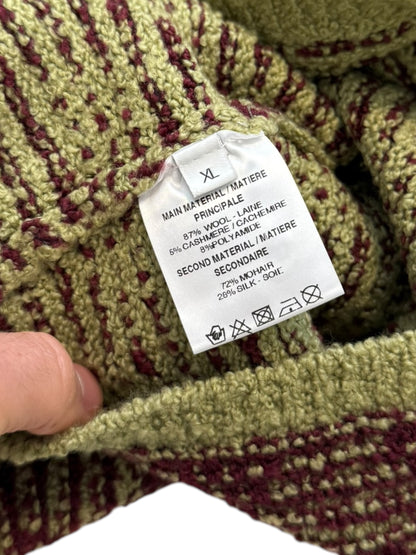 XL
MAIN MATERIAL / MATIERE
PRINCIPALE
87% WOOL - LAINE
5% CASHMERE / CACHEMIRE
8% POLYAMIDE
SECOND MATERIAL / MATIERE
SECONDAIRE
72% MOHAIR
28% SILK - SOIE